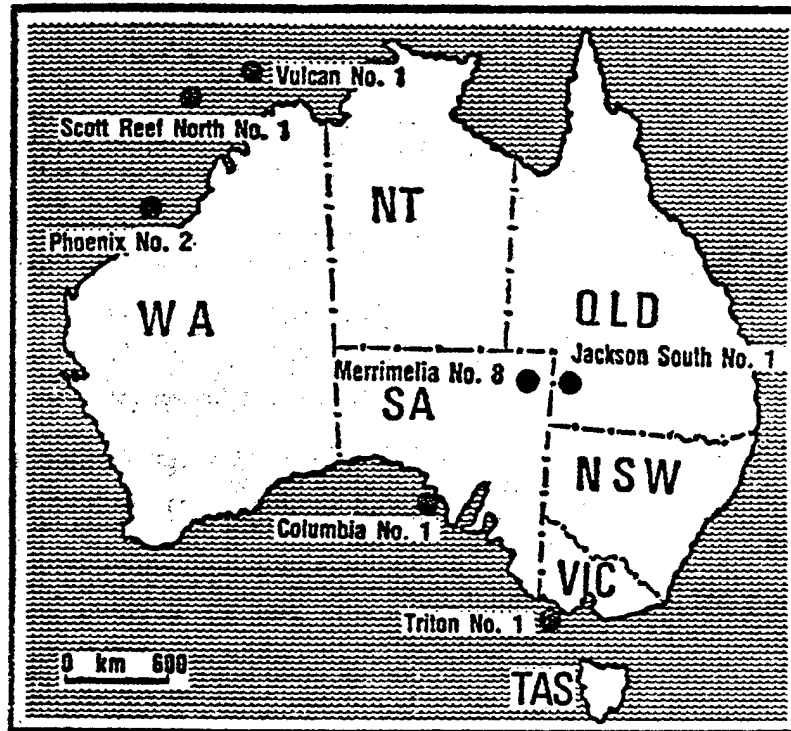 Vulcan No. 1
Scott Reef North No. 1
Phoenix No. 2
NT
WA
QLD
Jackson South No. 1
Merrimelia No. 8
SA
NSW
Columbia No. 1
VIC
Triton No. 1
0 km 600
TAS